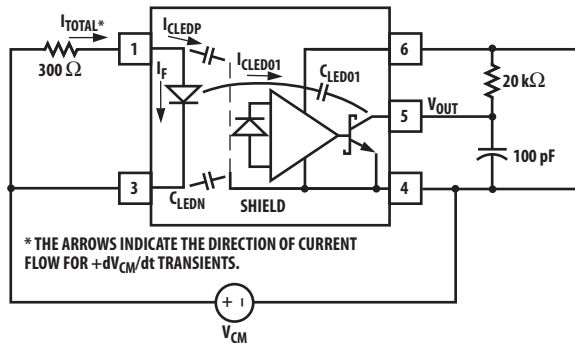 I_TOTAL*
300 Ω
1
I_CLEDP
I_F
I_CLED01
C_LED01
6
20 kΩ
5
V_OUT
100 pF
3
C_LEDN
SHIELD
4
* THE ARROWS INDICATE THE DIRECTION OF CURRENT
FLOW FOR +dV_CM/dt TRANSIENTS.
+ –
V_CM